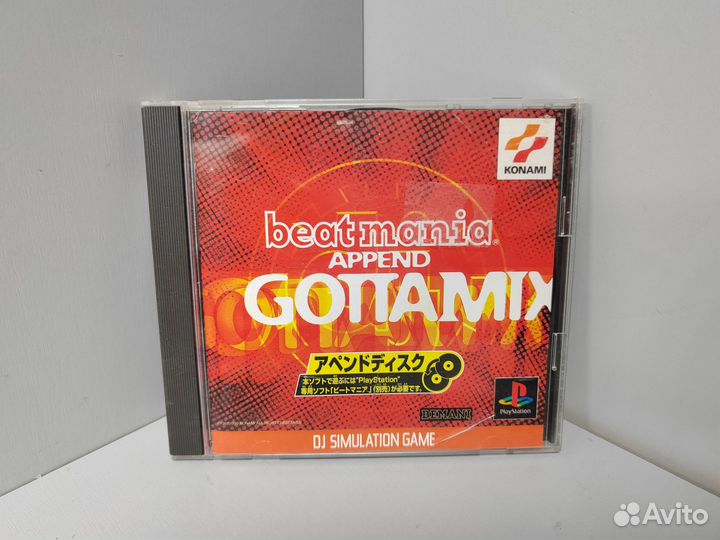 KONAMI
beatmania®
APPEND
GOTTAMIX
アペンドディスク
本ソフトで遊ぶには"PlayStation"
専用ソフト「ビートマニア」(別売)が必要です。
BEMANI
PlayStation
DJ SIMULATION GAME
Avito